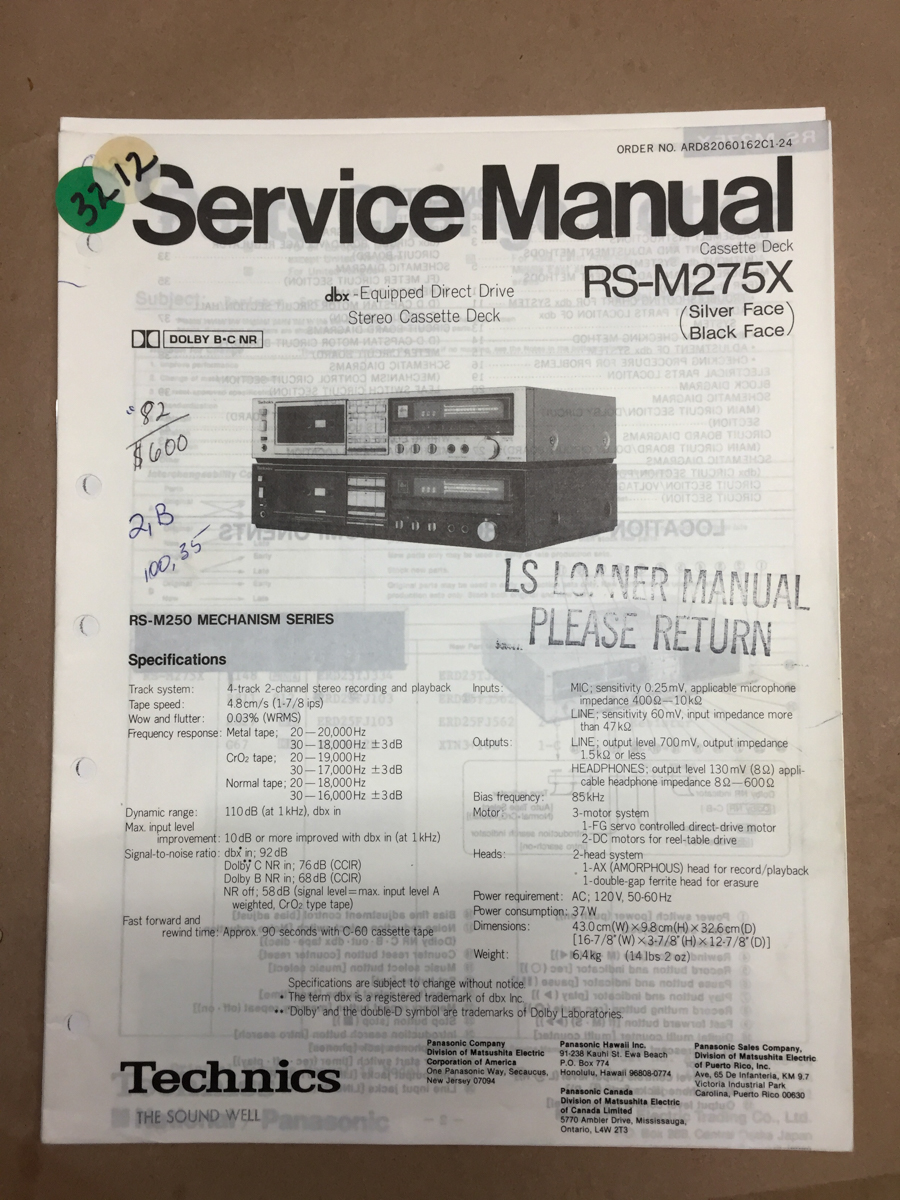 ORDER NO. ARD82060162C1-24
3212
Service Manual
Cassette Deck
RS-M275X
(Silver Face)
(Black Face)
dbx-Equipped Direct Drive
Stereo Cassette Deck
DOLBY B•C NR
"82
$600
2,B
100,35
LS LOANER MANUAL
PLEASE RETURN
RS-M250 MECHANISM SERIES
Specifications
Track system: 4-track 2-channel stereo recording and playback
Tape speed: 4.8cm/s (1-7/8 ips)
Wow and flutter: 0.03% (WRMS)
Frequency response: Metal tape; 20—20,000Hz
30—18,000Hz ±3dB
CrO₂ tape; 20—19,000Hz
30—17,000Hz ±3dB
Normal tape; 20—18,000Hz
30—16,000Hz ±3dB
Dynamic range: 110dB (at 1kHz), dbx in
Max. input level
improvement: 10dB or more improved with dbx in (at 1kHz)
Signal-to-noise ratio: dbx• in; 92dB
Dolby•• C NR in; 76dB (CCIR)
Dolby B NR in; 68dB (CCIR)
NR off; 58dB (signal level=max. input level A
weighted, CrO₂ type tape)
Fast forward and
rewind time: Approx. 90 seconds with C-60 cassette tape
Inputs: MIC; sensitivity 0.25mV, applicable microphone
impedance 400Ω—10kΩ
LINE; sensitivity 60mV, input impedance more
than 47kΩ
Outputs: LINE; output level 700mV, output impedance
1.5kΩ or less
HEADPHONES; output level 130mV (8Ω) appli-
cable headphone impedance 8Ω—600Ω
Bias frequency: 85kHz
Motor: 3-motor system
1-FG servo controlled direct-drive motor
2-DC motors for reel-table drive
Heads: 2-head system
1-AX (AMORPHOUS) head for record/playback
1-double-gap ferrite head for erasure
Power requirement: AC; 120V, 50-60Hz
Power consumption: 37W
Dimensions: 43.0cm(W)×9.8cm(H)×32.6cm(D)
[16-7/8"(W)×3-7/8"(H)×12-7/8"(D)]
Weight: 6.4kg (14lbs 2oz)
Specifications are subject to change without notice.
• The term dbx is a registered trademark of dbx Inc.
•• 'Dolby' and the double-D symbol are trademarks of Dolby Laboratories.
Technics
THE SOUND WELL
Panasonic Company
Division of Matsushita Electric
Corporation of America
One Panasonic Way, Secaucus,
New Jersey 07094
Panasonic Hawaii Inc.
91-238 Kauhi St. Ewa Beach
P.O. Box 774
Honolulu, Hawaii 96808-0774
Panasonic Canada
Division of Matsushita Electric
of Canada Limited
5770 Ambler Drive, Mississauga,
Ontario, L4W 2T3
Panasonic Sales Company,
Division of Matsushita Electric
of Puerto Rico, Inc.
Ave, 65 De Infanteria, KM 9.7
Victoria Industrial Park
Carolina, Puerto Rico 00630